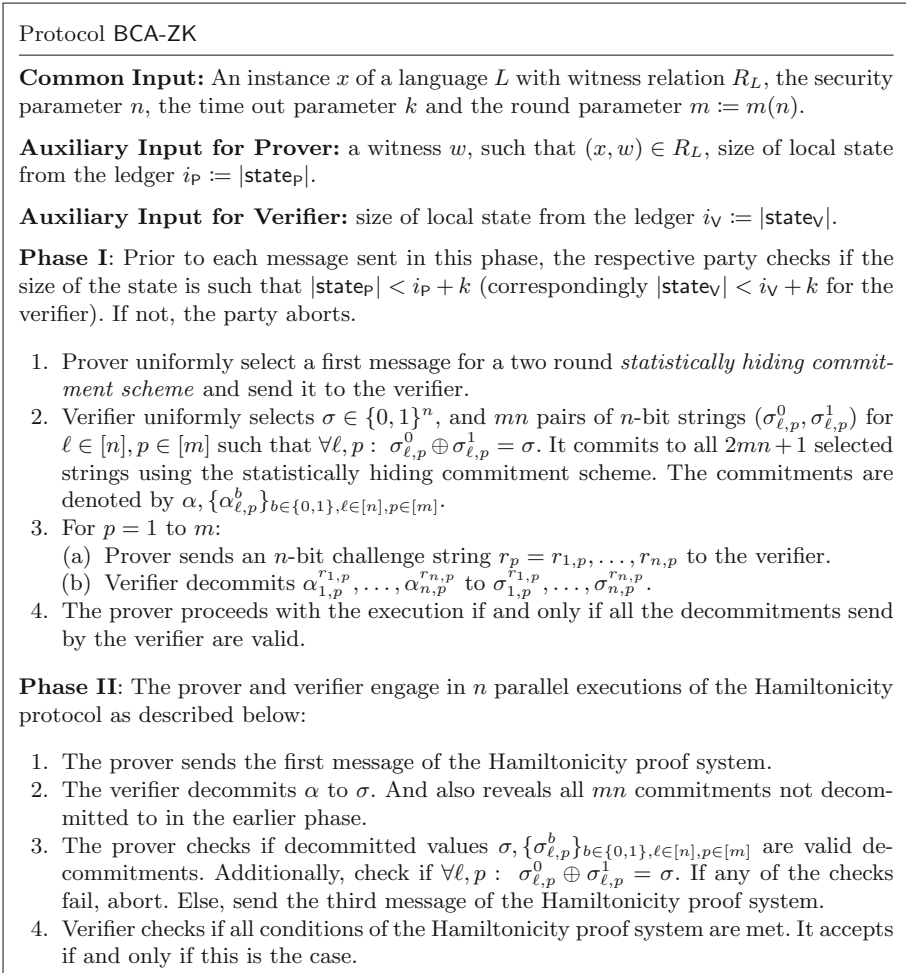 Protocol BCA-ZK
Common Input: An instance x of a language L with witness relation R_L, the security
parameter n, the time out parameter k and the round parameter m := m(n).
Auxiliary Input for Prover: a witness w, such that (x, w) ∈ R_L, size of local state
from the ledger i_P := |state_P|.
Auxiliary Input for Verifier: size of local state from the ledger i_V := |state_V|.
Phase I: Prior to each message sent in this phase, the respective party checks if the
size of the state is such that |state_P| < i_P + k (correspondingly |state_V| < i_V + k for the
verifier). If not, the party aborts.
1. Prover uniformly select a first message for a two round statistically hiding commit-
ment scheme and send it to the verifier.
2. Verifier uniformly selects σ ∈ {0, 1}^n, and mn pairs of n-bit strings (σ^0_{ℓ,p}, σ^1_{ℓ,p}) for
ℓ ∈ [n], p ∈ [m] such that ∀ℓ, p : σ^0_{ℓ,p} ⊕ σ^1_{ℓ,p} = σ. It commits to all 2mn + 1 selected
strings using the statistically hiding commitment scheme. The commitments are
denoted by α, {α^b_{ℓ,p}}_{b∈{0,1},ℓ∈[n],p∈[m]}.
3. For p = 1 to m:
(a) Prover sends an n-bit challenge string r_p = r_{1,p}, . . . , r_{n,p} to the verifier.
(b) Verifier decommits α^{r_{1,p}}_{1,p}, . . . , α^{r_{n,p}}_{n,p} to σ^{r_{1,p}}_{1,p}, . . . , σ^{r_{n,p}}_{n,p}.
4. The prover proceeds with the execution if and only if all the decommitments send
by the verifier are valid.
Phase II: The prover and verifier engage in n parallel executions of the Hamiltonicity
protocol as described below:
1. The prover sends the first message of the Hamiltonicity proof system.
2. The verifier decommits α to σ. And also reveals all mn commitments not decom-
mitted to in the earlier phase.
3. The prover checks if decommitted values σ, {σ^b_{ℓ,p}}_{b∈{0,1},ℓ∈[n],p∈[m]} are valid de-
commitments. Additionally, check if ∀ℓ, p : σ^0_{ℓ,p} ⊕ σ^1_{ℓ,p} = σ. If any of the checks
fail, abort. Else, send the third message of the Hamiltonicity proof system.
4. Verifier checks if all conditions of the Hamiltonicity proof system are met. It accepts
if and only if this is the case.